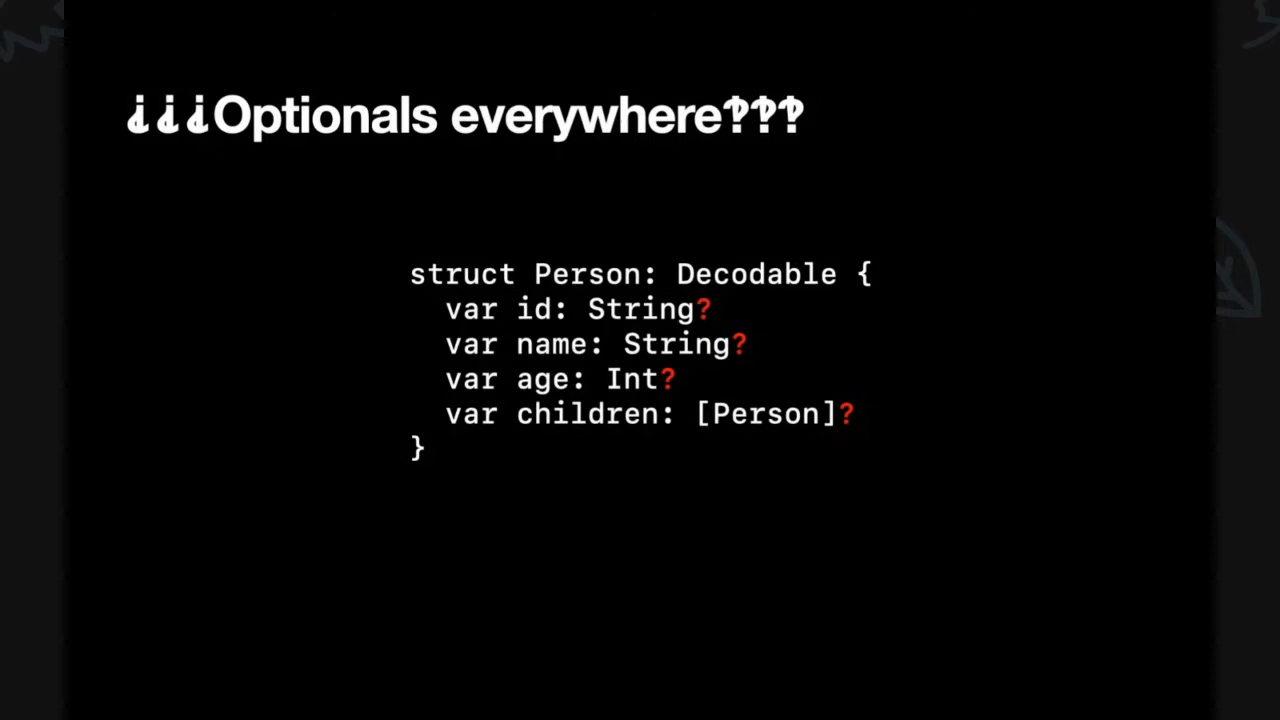 ⸘⸘⸘Optionals everywhere‽‽‽
struct Person: Decodable {
  var id: String?
  var name: String?
  var age: Int?
  var children: [Person]?
}